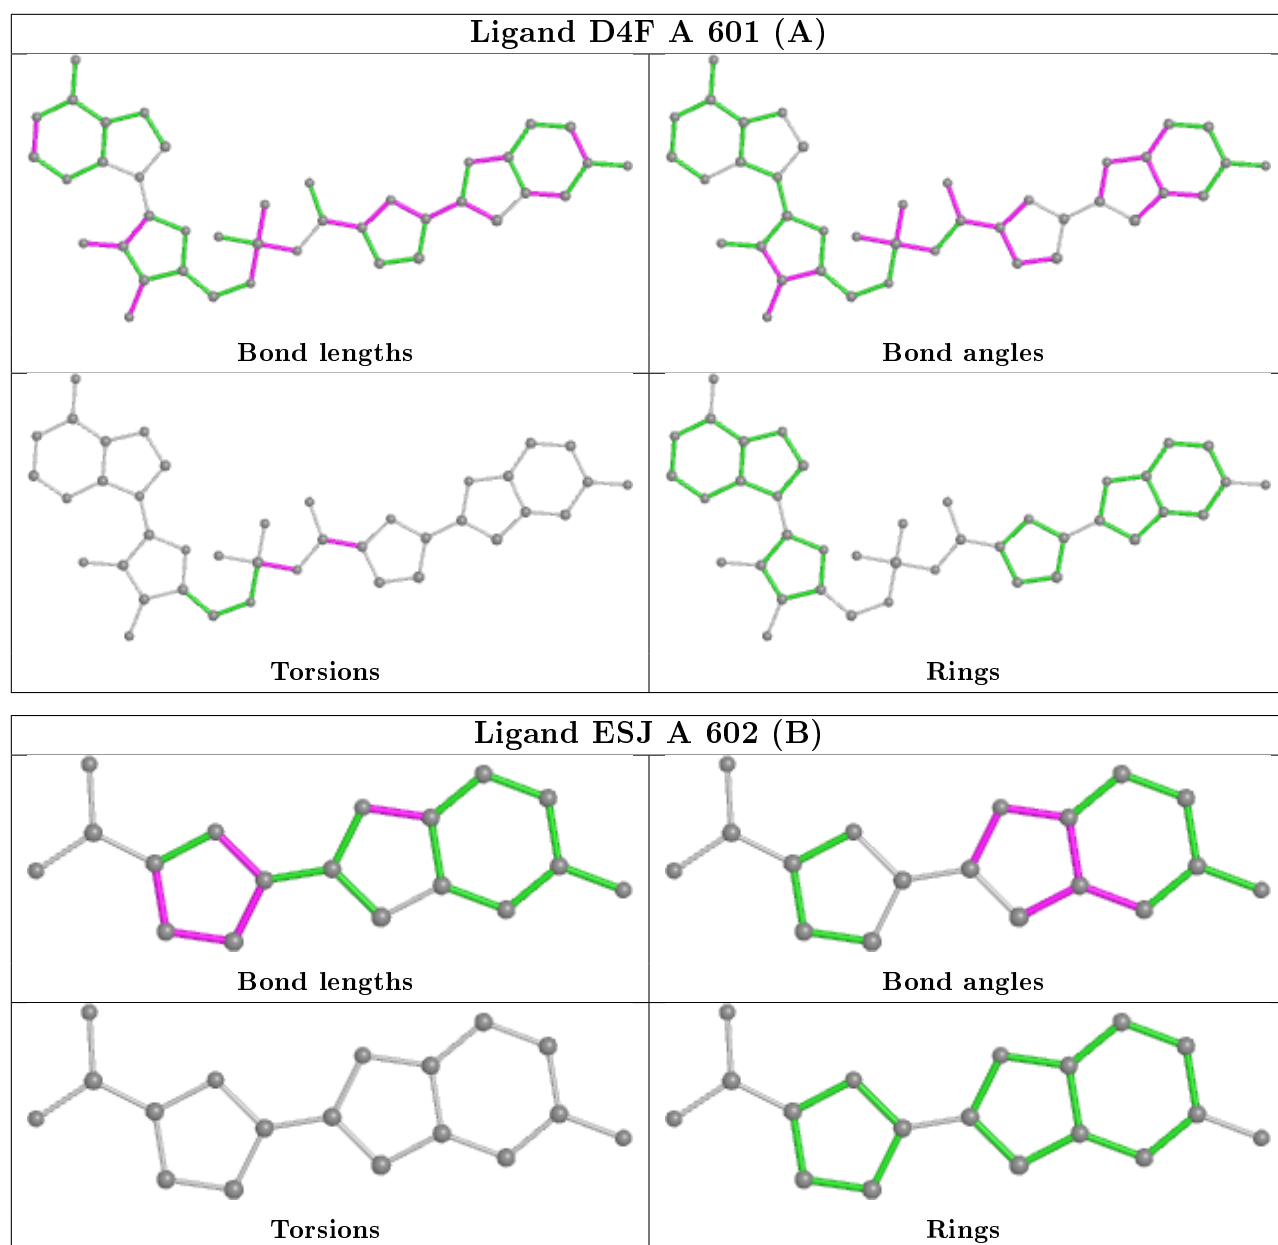 Ligand D4F A 601 (A)
Bond lengths
Bond angles
Torsions
Rings
Ligand ESJ A 602 (B)
Bond lengths
Bond angles
Torsions
Rings